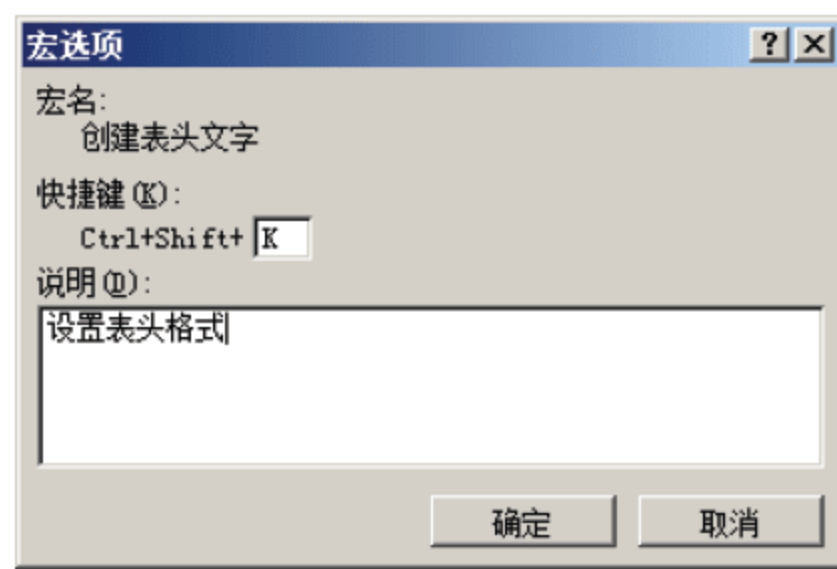 宏选项
宏名:
创建表头文字
快捷键(K):
Ctrl+Shift+ K
说明(D):
设置表头格式
确定 取消